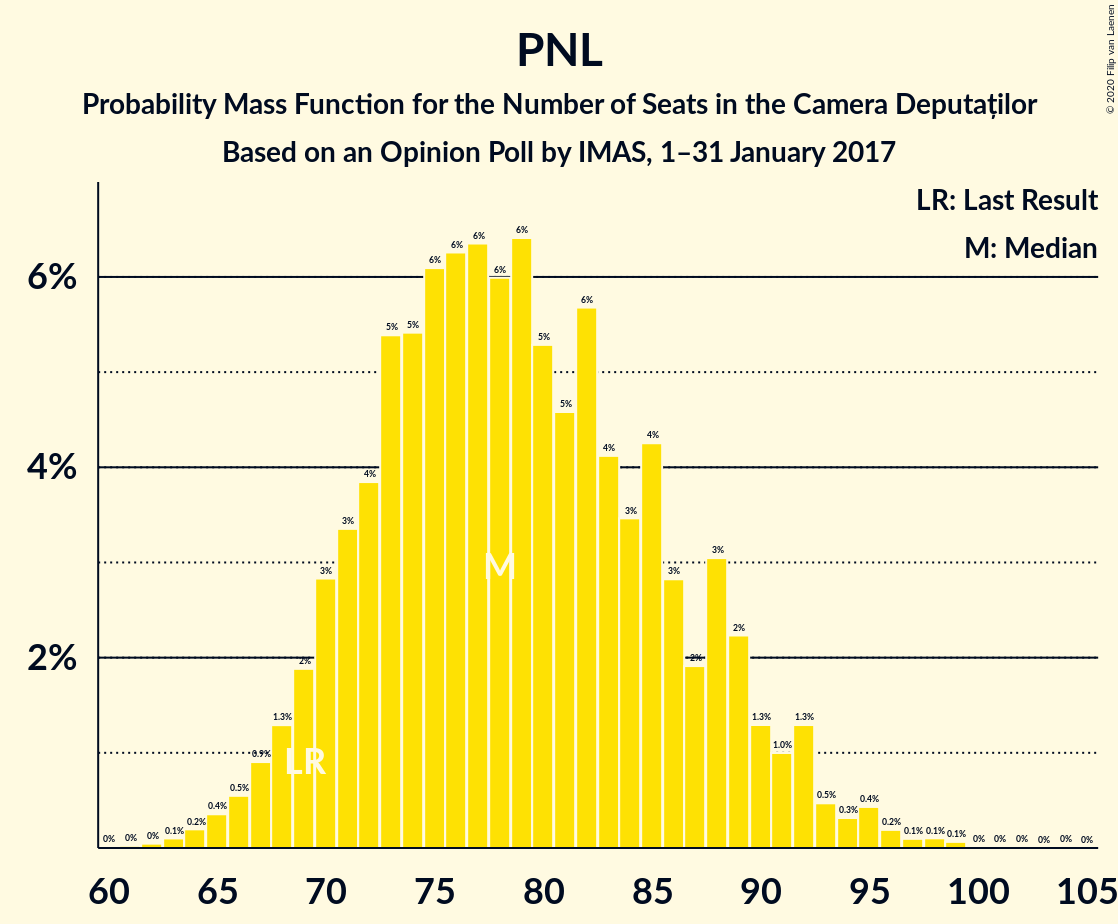 PNL
Probability Mass Function for the Number of Seats in the Camera Deputaților
Based on an Opinion Poll by IMAS, 1–31 January 2017
© 2020 Filip van Laenen
LR: Last Result
M: Median
6%
4%
2%
0% 0% 0% 0.1% 0.2% 0.4% 0.5% 0.9% 1.3% 2% 3% 3% 4% 5% 5% 6% 6% 6% 6% 6% 5% 5% 6% 4% 3% 4% 3% 2% 3% 2% 1.3% 1.0% 1.3% 0.5% 0.3% 0.4% 0.2% 0.1% 0.1% 0.1% 0% 0% 0% 0% 0% 0%
M
LR
60 65 70 75 80 85 90 95 100 105